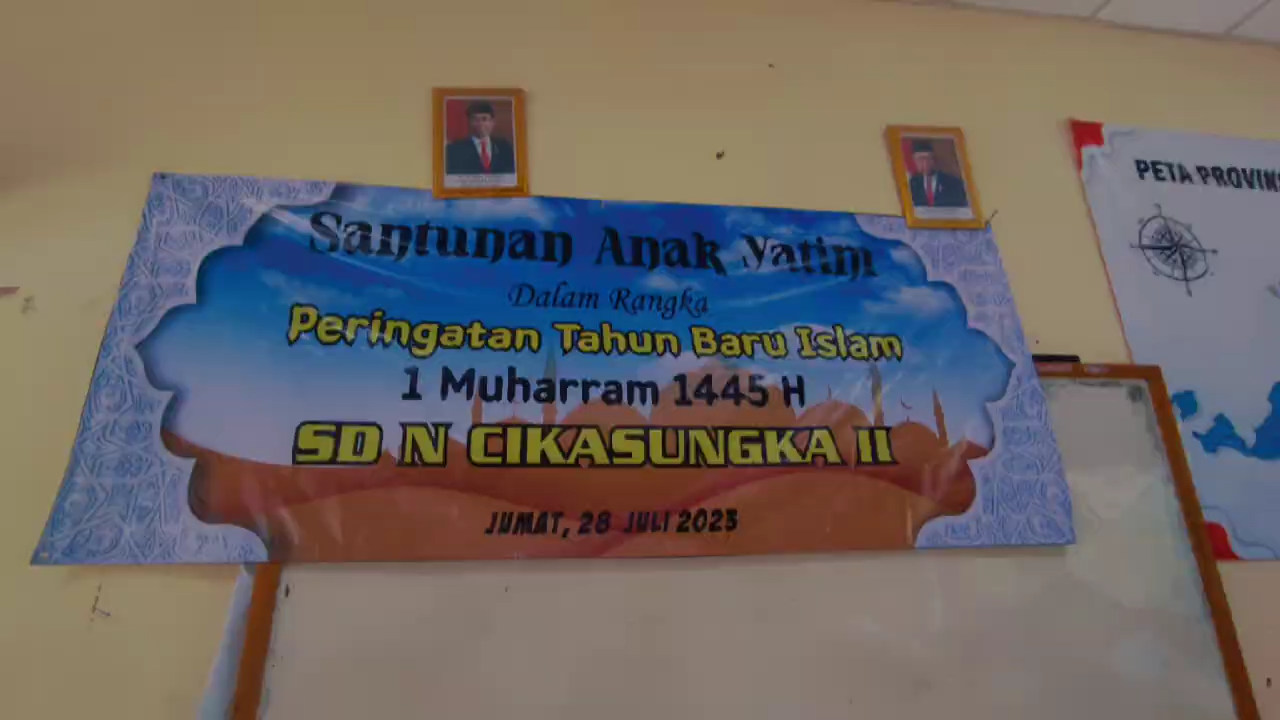 Santunan Anak Yatim
Dalam Rangka
Peringatan Tahun Baru Islam
1 Muharram 1445 H
SD N CIKASUNGKA II
JUMAT, 28 JULI 2023
PETA PROVINS